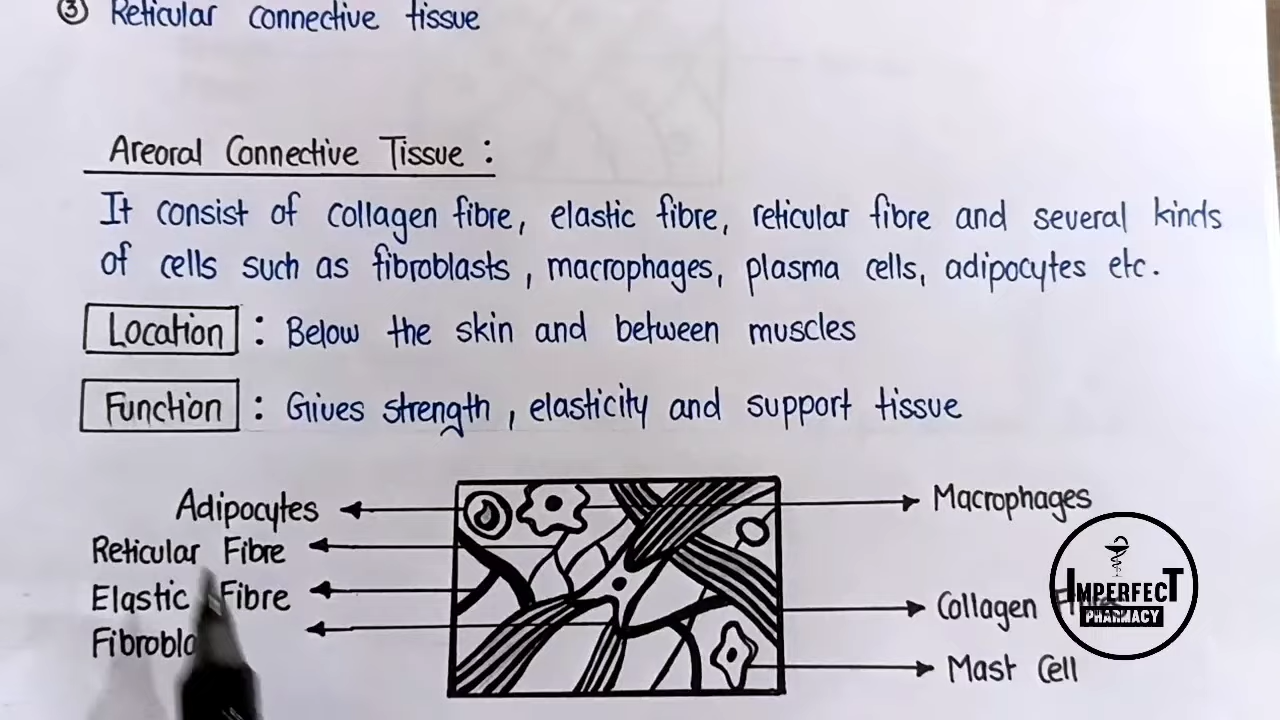 ③ Reticular connective tissue
Areoral Connective Tissue :
It consist of collagen fibre, elastic fibre, reticular fibre and several kinds
of cells such as fibroblasts, macrophages, plasma cells, adipocytes etc.
Location : Below the skin and between muscles
Function : Gives strength, elasticity and support tissue
Adipocytes
Macrophages
Reticular Fibre
Elastic Fibre
Collagen
Mast Cell
IMPERFECT
PHARMACY